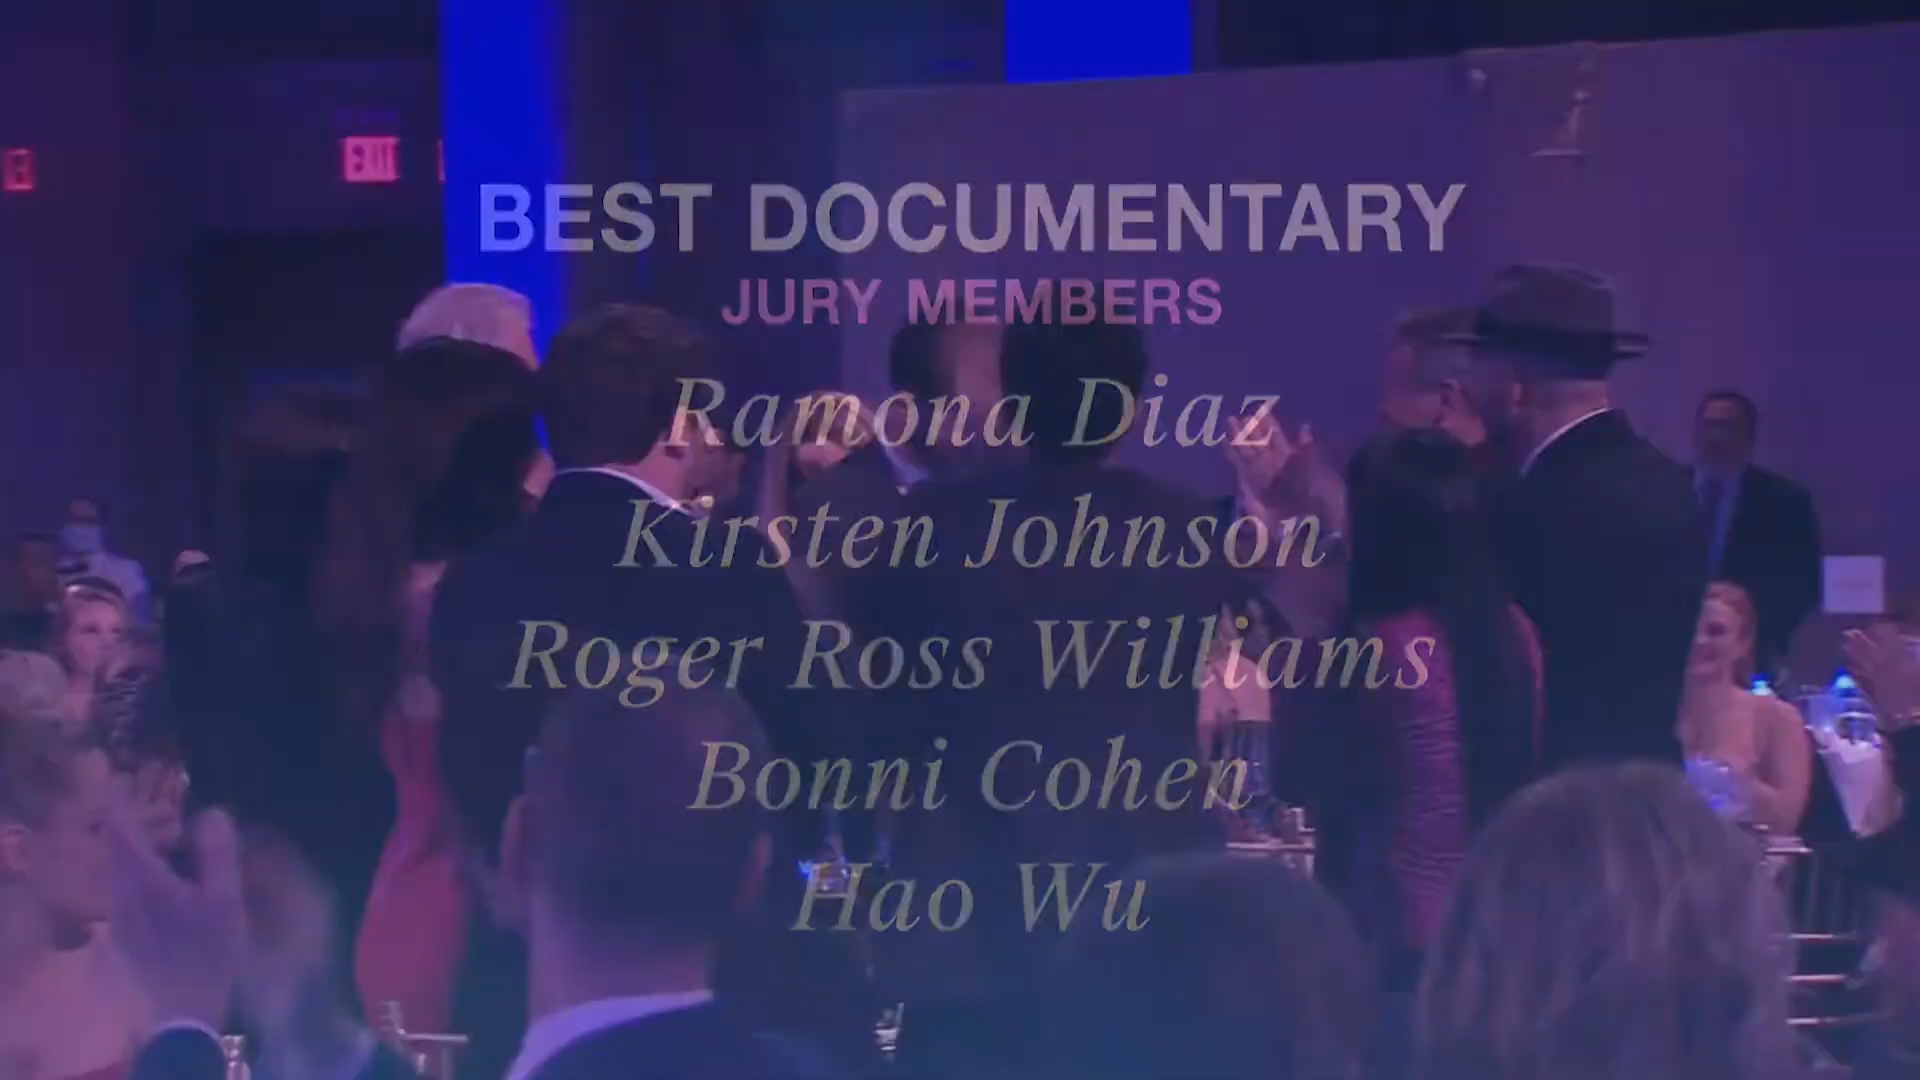 EXIT
BEST DOCUMENTARY
JURY MEMBERS
Ramona Diaz
Kirsten Johnson
Roger Ross Williams
Bonni Cohen
Hao Wu